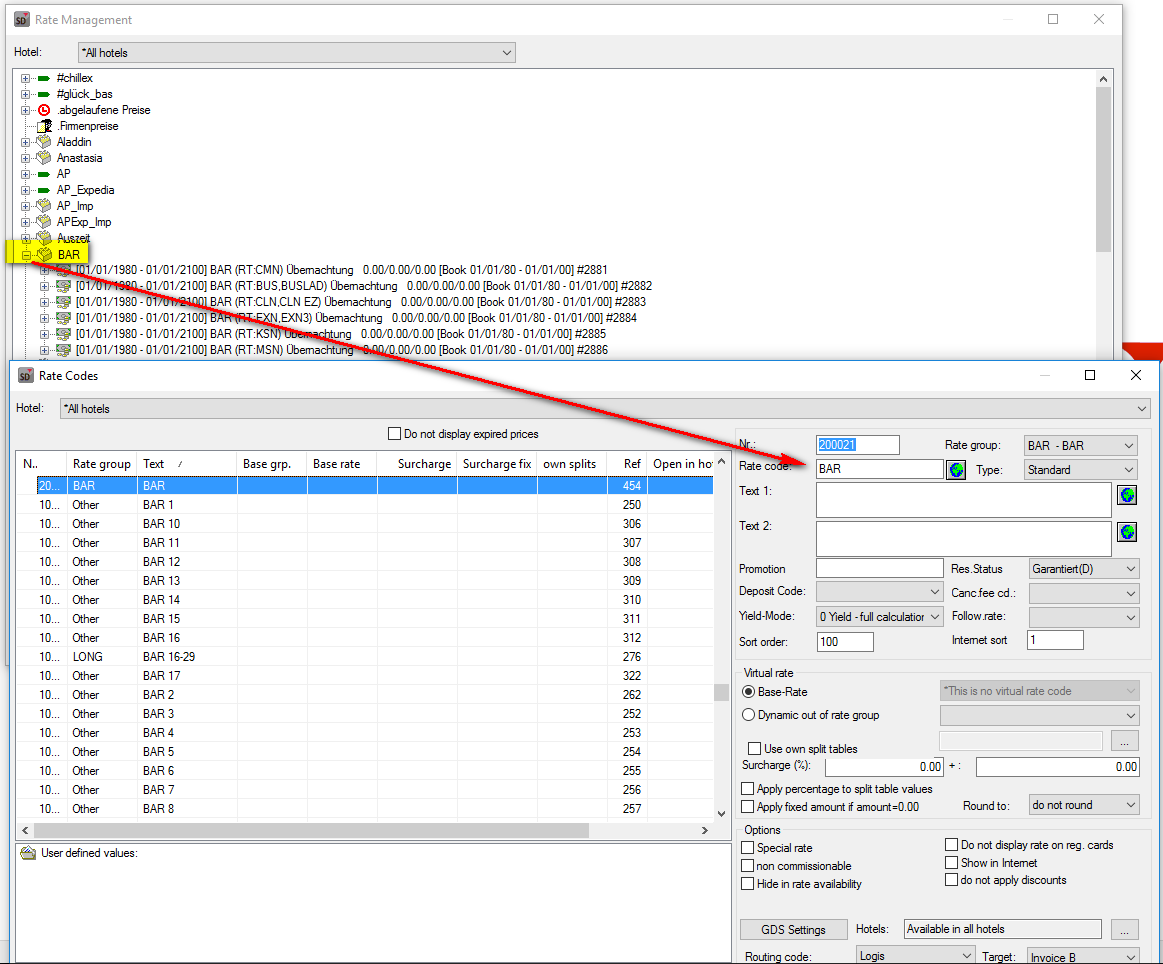 SD Rate Management
Hotel: *All hotels
#chillex
#glück_bas
.abgelaufene Preise
.Firmenpreise
Aladdin
Anastasia
AP
AP_Expedia
AP_Imp
APExp_Imp
Auszeit
BAR
[01/01/1980 - 01/01/2100] BAR (RT:CMN) Übernachtung 0.00/0.00/0.00 [Book 01/01/80 - 01/01/00] #2881
[01/01/1980 - 01/01/2100] BAR (RT:BUS,BUSLAD) Übernachtung 0.00/0.00/0.00 [Book 01/01/80 - 01/01/00] #2882
[01/01/1980 - 01/01/2100] BAR (RT:CLN,CLN EZ) Übernachtung 0.00/0.00/0.00 [Book 01/01/80 - 01/01/00] #2883
[01/01/1980 - 01/01/2100] BAR (RT:EXN,EXN3) Übernachtung 0.00/0.00/0.00 [Book 01/01/80 - 01/01/00] #2884
[01/01/1980 - 01/01/2100] BAR (RT:KSN) Übernachtung 0.00/0.00/0.00 [Book 01/01/80 - 01/01/00] #2885
[01/01/1980 - 01/01/2100] BAR (RT:MSN) Übernachtung 0.00/0.00/0.00 [Book 01/01/80 - 01/01/00] #2886
SD Rate Codes
Hotel: *All hotels
Do not display expired prices
N.. Rate group Text / Base grp. Base rate Surcharge Surcharge fix own splits Ref Open in ho
20... BAR BAR 454
10... Other BAR 1 250
10... Other BAR 10 306
10... Other BAR 11 307
10... Other BAR 12 308
10... Other BAR 13 309
10... Other BAR 14 310
10... Other BAR 15 311
10... Other BAR 16 312
10... LONG BAR 16-29 276
10... Other BAR 17 322
10... Other BAR 2 262
10... Other BAR 3 252
10... Other BAR 4 253
10... Other BAR 5 254
10... Other BAR 6 255
10... Other BAR 7 256
10... Other BAR 8 257
User defined values:
Nr.: 200021 Rate group: BAR - BAR
Rate code: BAR Type: Standard
Text 1:
Text 2:
Promotion Res.Status Garantiert(D)
Deposit Code: Canc.fee cd.:
Yield-Mode: 0 Yield - full calculation Follow.rate:
Sort order: 100 Internet sort 1
Virtual rate
Base-Rate *This is no virtual rate code
Dynamic out of rate group
Use own split tables ...
Surcharge (%): 0.00 + : 0.00
Apply percentage to split table values
Apply fixed amount if amount=0.00 Round to: do not round
Options
Special rate Do not display rate on reg. cards
non commissionable Show in Internet
Hide in rate availability do not apply discounts
GDS Settings Hotels: Available in all hotels ...
Routing code: Logis Target: Invoice B